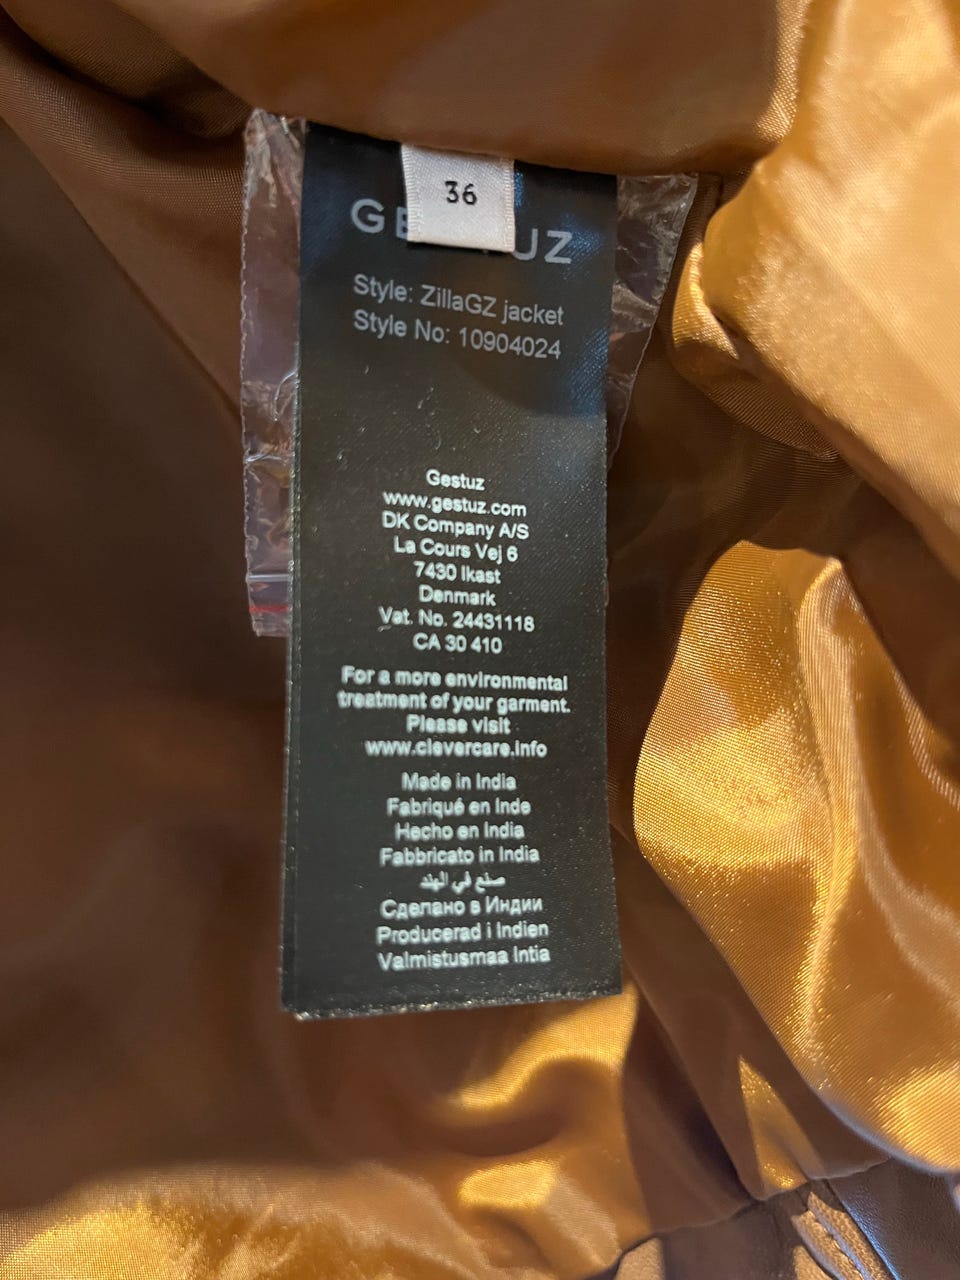 36
GESTUZ
Style: ZillaGZ jacket
Style No: 10904024
Gestuz
www.gestuz.com
DK Company A/S
La Cours Vej 6
7430 Ikast
Denmark
Vat. No. 24431118
CA 30 410
For a more environmental
treatment of your garment.
Please visit
www.clevercare.info
Made in India
Fabriqué en Inde
Hecho en India
Fabbricato in India
صنع في الهند
Сделано в Индии
Producerad i Indien
Valmistusmaa Intia